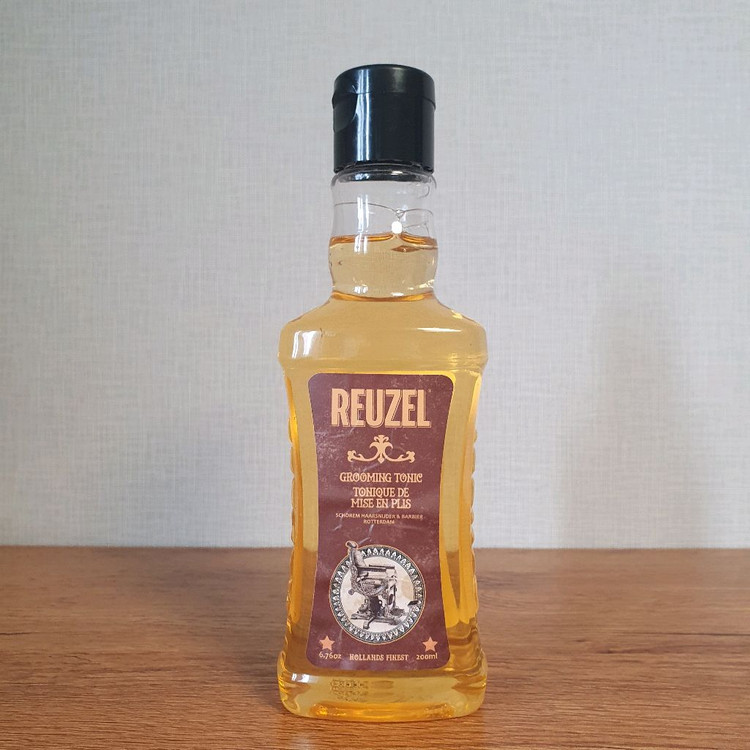 REUZEL
GROOMING TONIC
TONIQUE DE
MISE EN PLIS
SCHOREM HAARSNIJDER & BARBIER
ROTTERDAM
6.76oz HOLLANDS FINEST 200ml